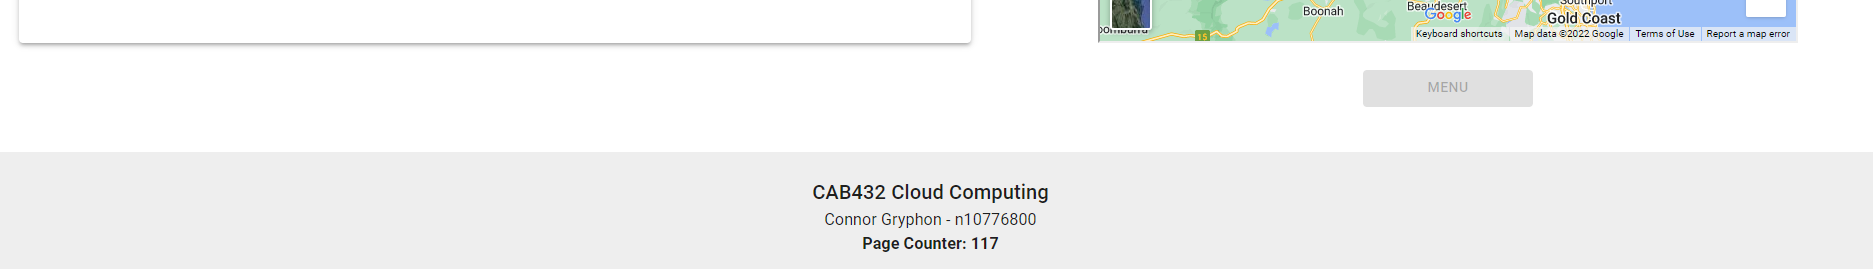 Beaudesert
Southport
Boonah
Google
Gold Coast
15
Keyboard shortcuts
Map data ©2022 Google
Terms of Use
Report a map error
MENU
CAB432 Cloud Computing
Connor Gryphon - n10776800
Page Counter: 117